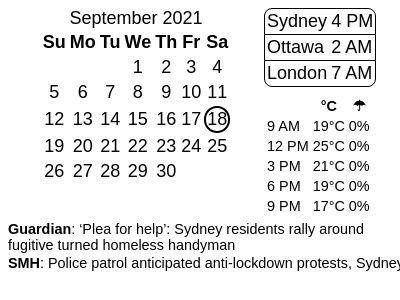 September 2021
Su Mo Tu We Th Fr Sa
1 2 3 4
5 6 7 8 9 10 11
12 13 14 15 16 17 18
19 20 21 22 23 24 25
26 27 28 29 30
Sydney 4 PM
Ottawa 2 AM
London 7 AM
°C ☂
9 AM 19°C 0%
12 PM 25°C 0%
3 PM 21°C 0%
6 PM 19°C 0%
9 PM 17°C 0%
Guardian: ‘Plea for help’: Sydney residents rally around
fugitive turned homeless handyman
SMH: Police patrol anticipated anti-lockdown protests, Sydney